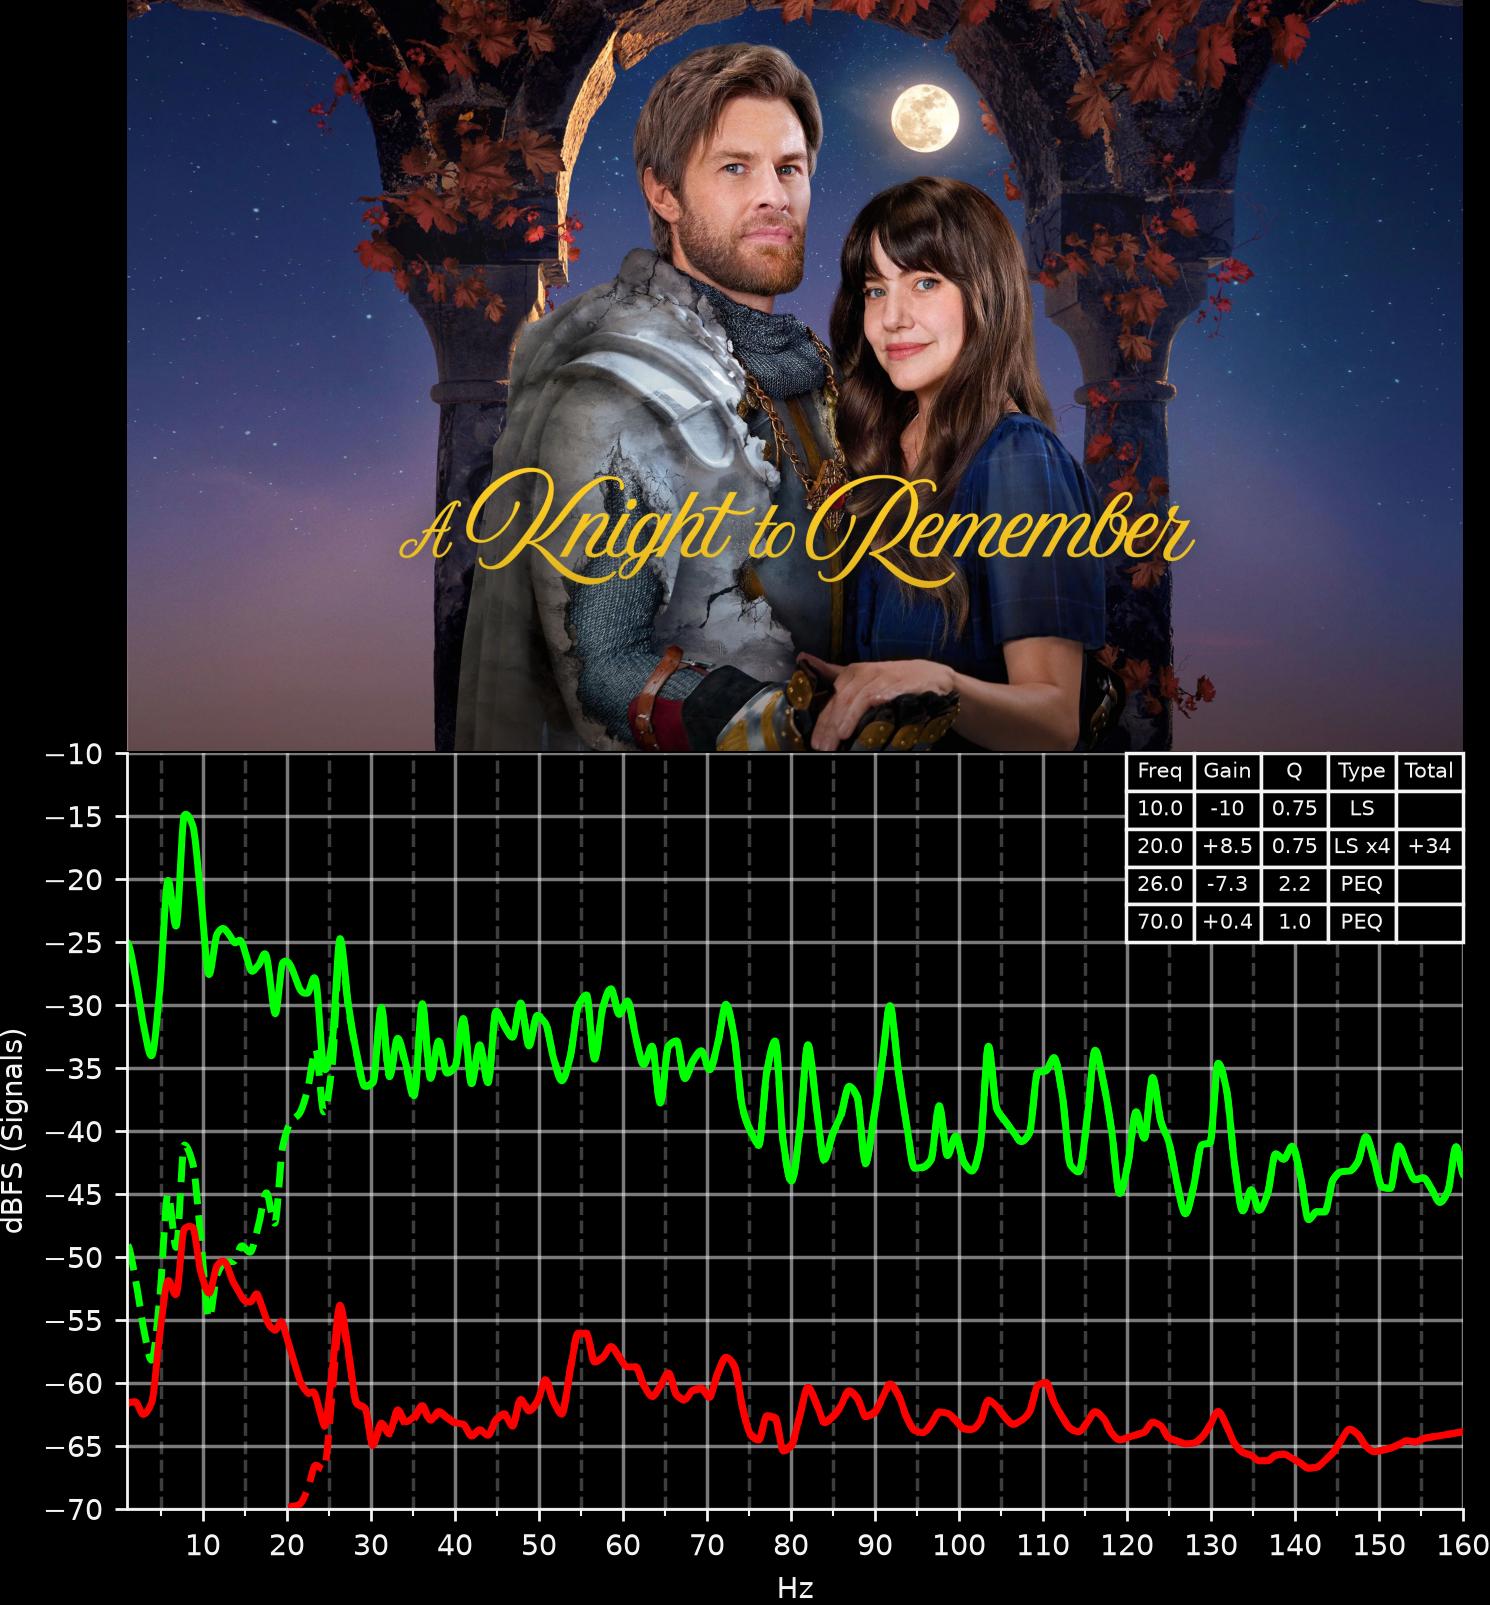 A Knight to Remember
Freq Gain Q Type Total
10.0 -10 0.75 LS
20.0 +8.5 0.75 LS x4 +34
26.0 -7.3 2.2 PEQ
70.0 +0.4 1.0 PEQ
−10
−15
−20
−25
−30
−35
−40
−45
−50
−55
−60
−65
−70
dBFS (Signals)
10 20 30 40 50 60 70 80 90 100 110 120 130 140 150 160
Hz